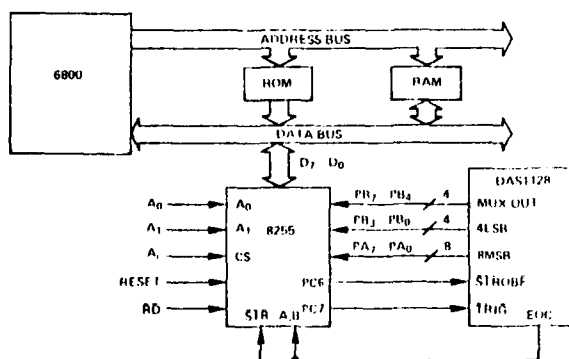 ADDRESS BUS
6800
ROM
RAM
DATA BUS
D7 D0
DAS1128
A0
A0
PB7 PB4
4
MUX OUT
A1
A1
8255
PB3 PB0
4
4LSB
CS
PA7 PA0
8
8MSB
RESET
PC6
STROBE
RD
STR A,B
PC7
TRIG
EOC